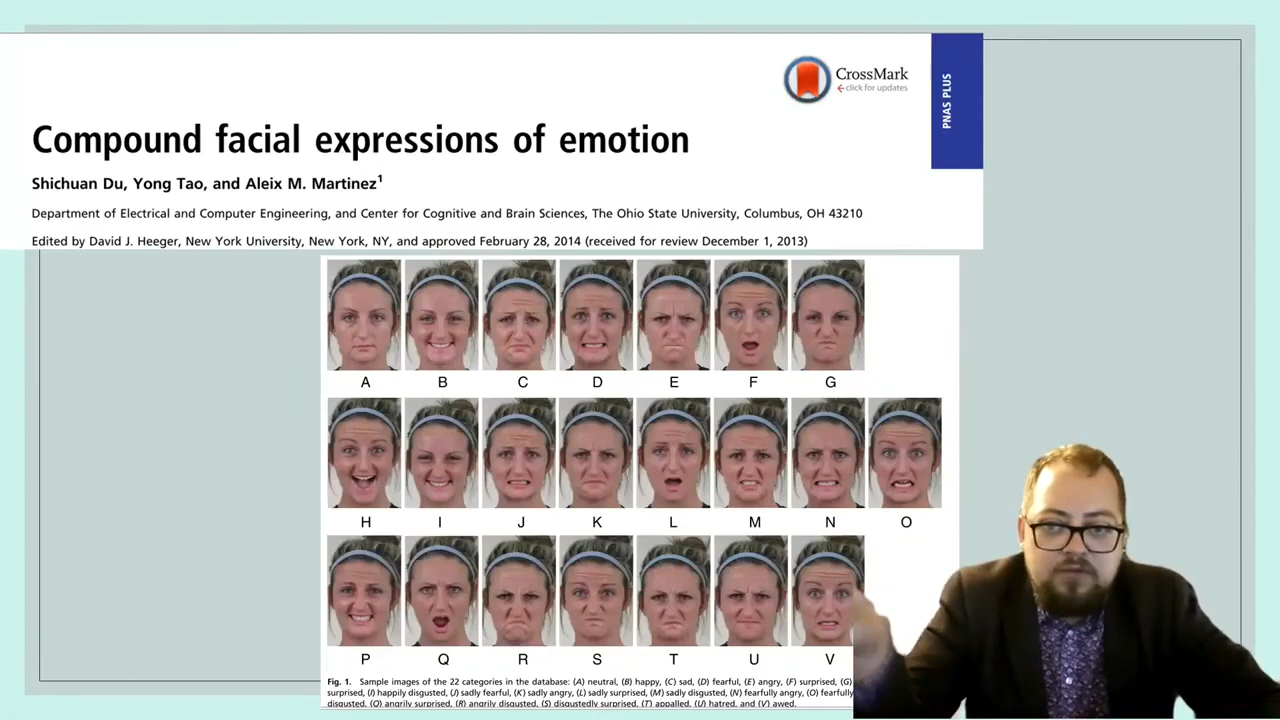 CrossMark
click for updates
PNAS PLUS
Compound facial expressions of emotion
Shichuan Du, Yong Tao, and Aleix M. Martinez1
Department of Electrical and Computer Engineering, and Center for Cognitive and Brain Sciences, The Ohio State University, Columbus, OH 43210
Edited by David J. Heeger, New York University, New York, NY, and approved February 28, 2014 (received for review December 1, 2013)
A B C D E F G
H I J K L M N O
P Q R S T U V
Fig. 1. Sample images of the 22 categories in the database: (A) neutral, (B) happy, (C) sad, (D) fearful, (E) angry, (F) surprised, (G)
surprised, (I) happily disgusted, (J) sadly fearful, (K) sadly angry, (L) sadly surprised, (M) sadly disgusted, (N) fearfully angry, (O) fearfully
disgusted, (Q) angrily surprised, (R) angrily disgusted, (S) disgustedly surprised, (T) appalled, (U) hatred, and (V) awed.